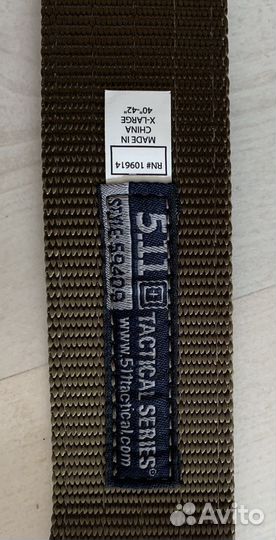 RN# 109614
MADE IN
CHINA
X-LARGE
40"-42"
5.11 TACTICAL SERIES®
STYLE 59409
www.511tactical.com
Avito